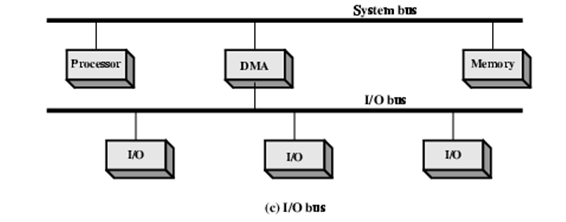 System bus
Processor
DMA
Memory
I/O bus
I/O
I/O
I/O
(c) I/O bus